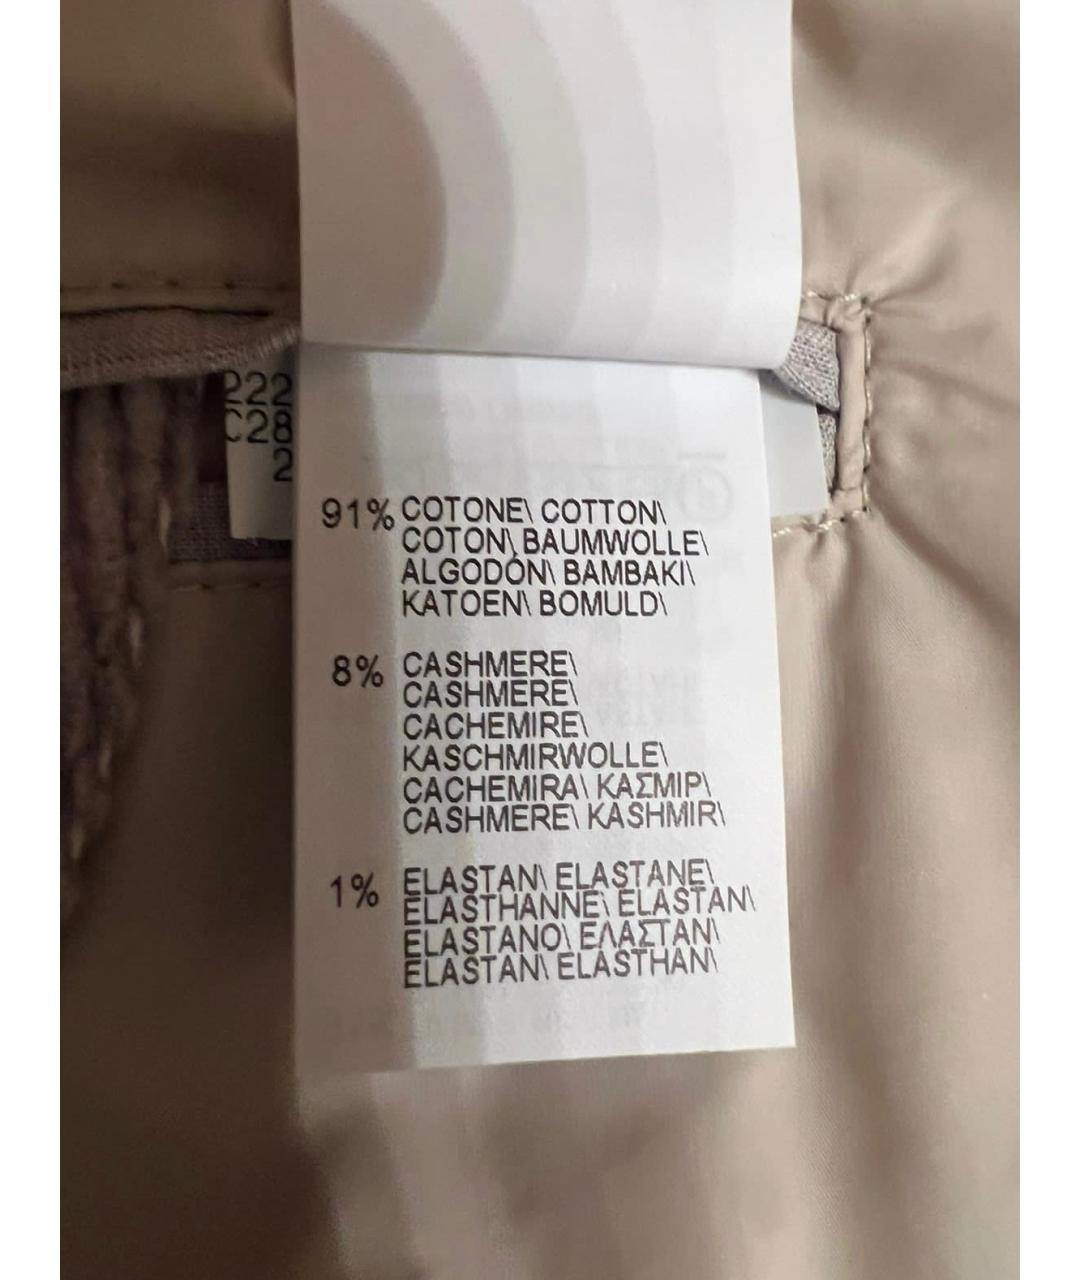 P22
C28
2
91% COTONE\ COTTON\
COTON\ BAUMWOLLE\
ALGODÓN\ BAMBAKI\
KATOEN\ BOMULD\
8% CASHMERE\
CASHMERE\
CACHEMIRE\
KASCHMIRWOLLE\
CACHEMIRA\ ΚΑΣΜΙΡ\
CASHMERE\ KASHMIR\
1% ELASTAN\ ELASTANE\
ELASTHANNE\ ELASTAN\
ELASTANO\ ΕΛΑΣΤΑΝ\
ELASTAN\ ELASTHAN\